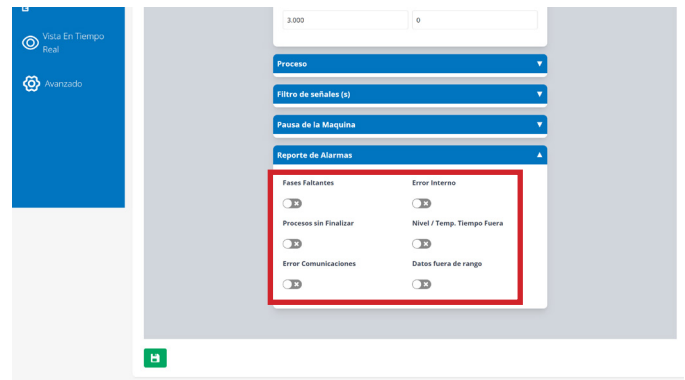 3.000
0
Vista En Tiempo
Real
Avanzado
Proceso
Filtro de señales (s)
Pausa de la Maquina
Reporte de Alarmas
Fases Faltantes
Error Interno
Procesos sin Finalizar
Nivel / Temp. Tiempo Fuera
Error Comunicaciones
Datos fuera de rango